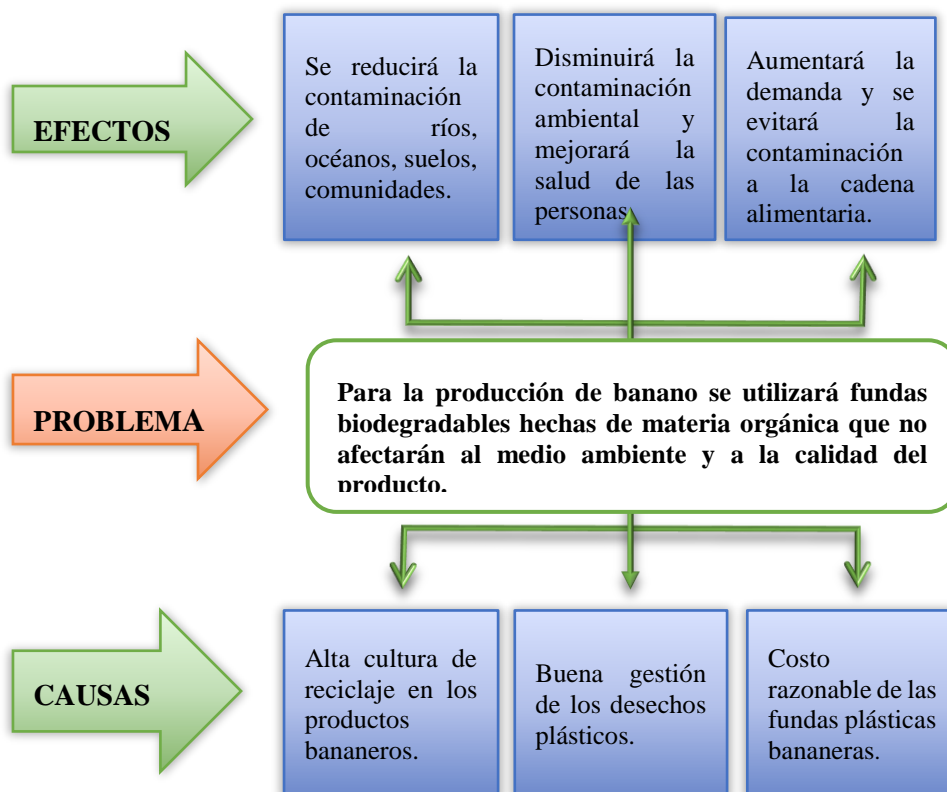 EFECTOS
Se reducirá la
contaminación
de ríos,
océanos, suelos,
comunidades.
Disminuirá la
contaminación
ambiental y
mejorará la
salud de las
personas
Aumentará la
demanda y se
evitará la
contaminación
a la cadena
alimentaria.
PROBLEMA
Para la producción de banano se utilizará fundas
biodegradables hechas de materia orgánica que no
afectarán al medio ambiente y a la calidad del
producto.
CAUSAS
Alta cultura de
reciclaje en los
productos
bananeros.
Buena gestión
de los desechos
plásticos.
Costo
razonable de las
fundas plásticas
bananeras.